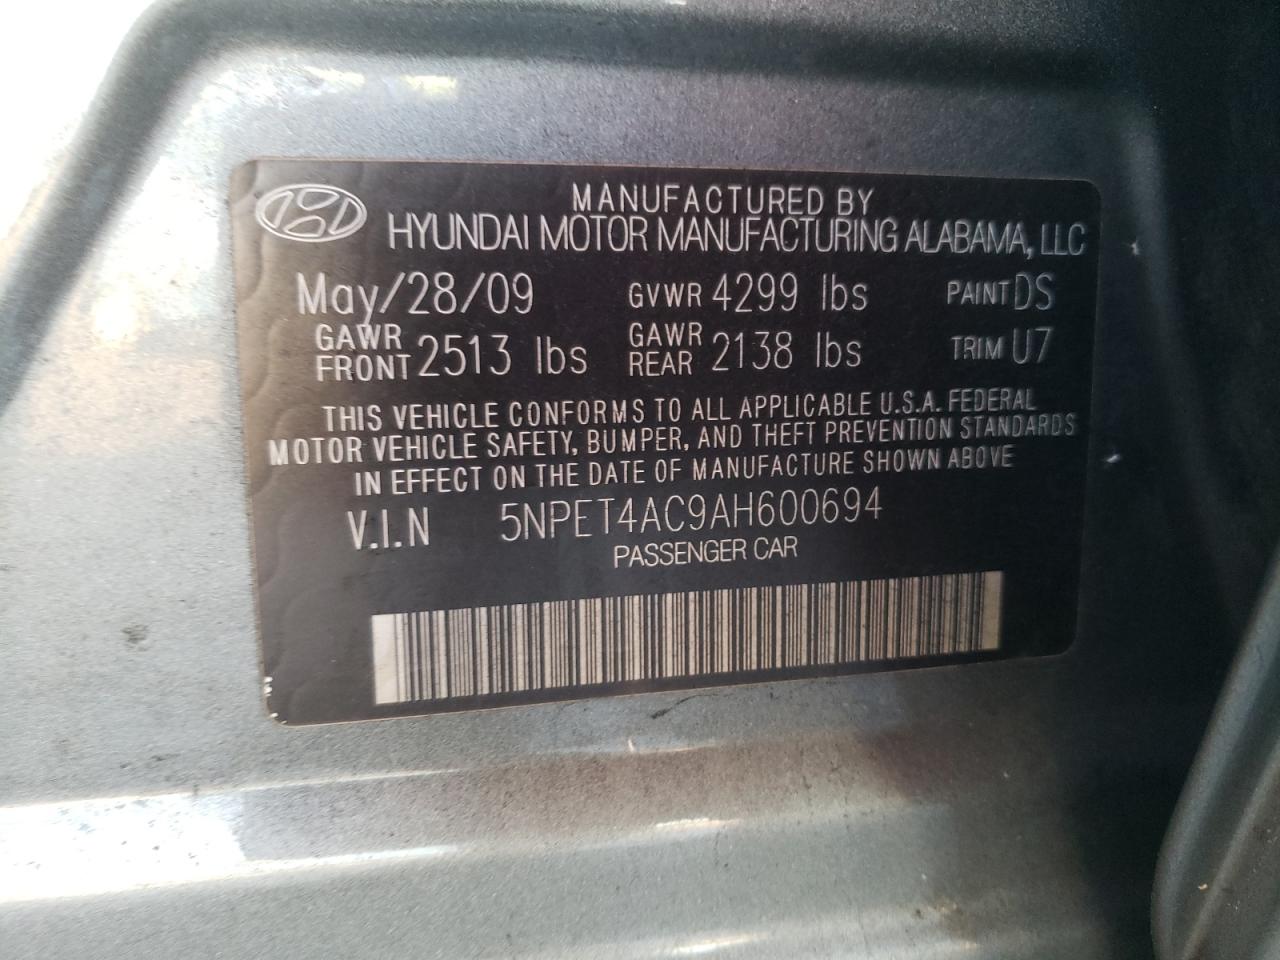 MANUFACTURED BY
HYUNDAI MOTOR MANUFACTURING ALABAMA, LLC
May/28/09 GVWR 4299 lbs PAINT DS
GAWR FRONT 2513 lbs GAWR REAR 2138 lbs TRIM U7
THIS VEHICLE CONFORMS TO ALL APPLICABLE U.S.A. FEDERAL
MOTOR VEHICLE SAFETY, BUMPER, AND THEFT PREVENTION STANDARDS
IN EFFECT ON THE DATE OF MANUFACTURE SHOWN ABOVE
V.I.N 5NPET4AC9AH600694
PASSENGER CAR